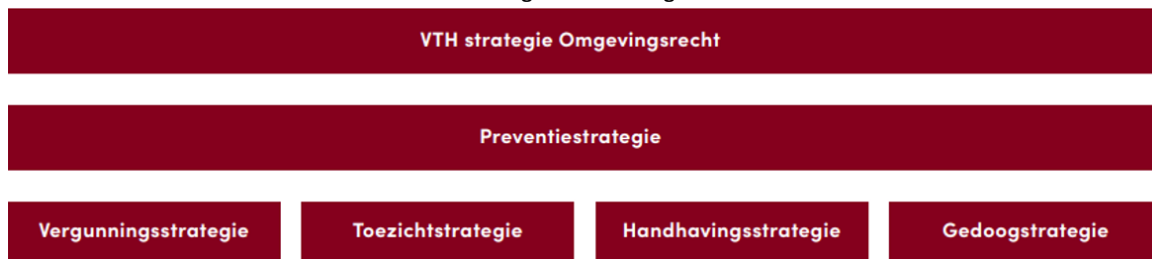 VTH strategie Omgevingsrecht
Preventiestrategie
Vergunningsstrategie Toezichtstrategie Handhavingsstrategie Gedoogstrategie